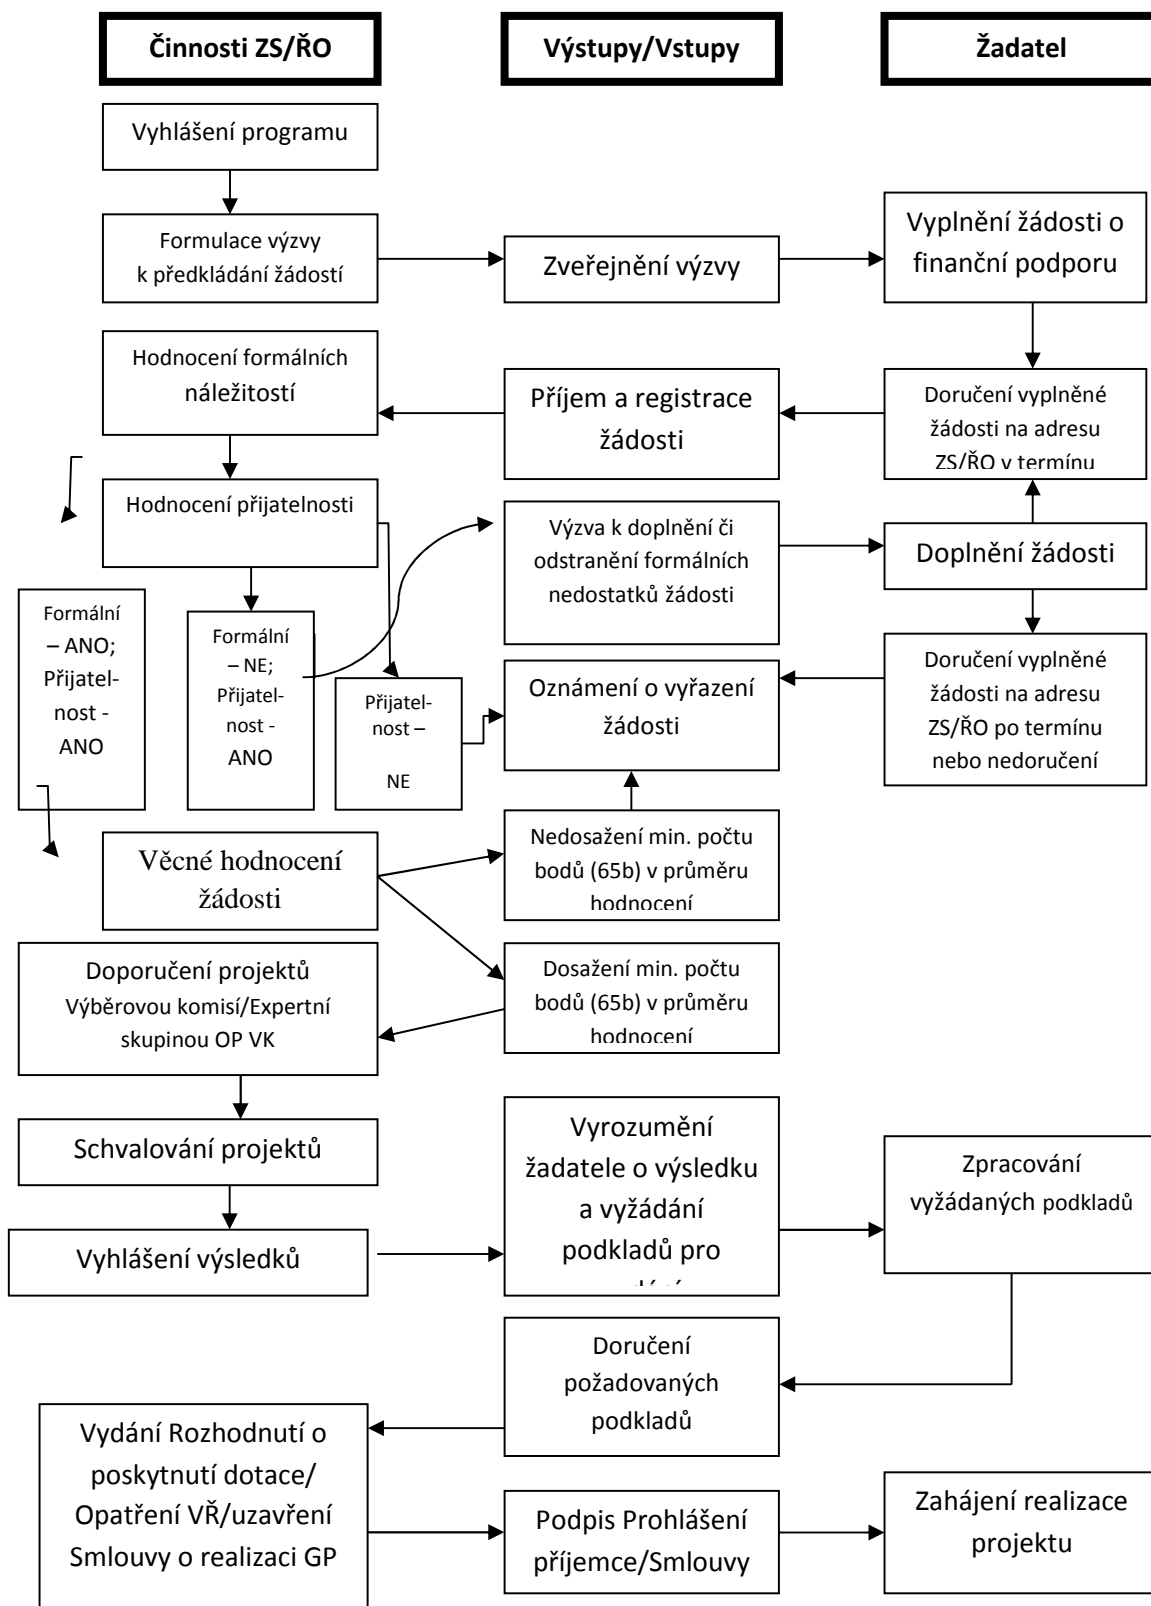 Činnosti ZS/ŘO
Výstupy/Vstupy
Žadatel
Vyhlášení programu
Formulace výzvy
k předkládání žádostí
Zveřejnění výzvy
Vyplnění žádosti o
finanční podporu
Hodnocení formálních
náležitostí
Příjem a registrace
žádosti
Doručení vyplněné
žádosti na adresu
ZS/ŘO v termínu
Hodnocení přijatelnosti
Výzva k doplnění či
odstranění formálních
nedostatků žádosti
Doplnění žádosti
Formální
– ANO;
Přijatel-
nost -
ANO
Formální
– NE;
Přijatel-
nost -
ANO
Přijatel-
nost –
NE
Oznámení o vyřazení
žádosti
Doručení vyplněné
žádosti na adresu
ZS/ŘO po termínu
nebo nedoručení
Věcné hodnocení
žádosti
Nedosažení min. počtu
bodů (65b) v průměru
hodnocení
Doporučení projektů
Výběrovou komisí/Expertní
skupinou OP VK
Dosažení min. počtu
bodů (65b) v průměru
hodnocení
Schvalování projektů
Vyrozumění
žadatele o výsledku
a vyžádání
podkladů pro
Zpracování
vyžádaných podkladů
Vyhlášení výsledků
Doručení
požadovaných
podkladů
Vydání Rozhodnutí o
poskytnutí dotace/
Opatření VŘ/uzavření
Smlouvy o realizaci GP
Podpis Prohlášení
příjemce/Smlouvy
Zahájení realizace
projektu